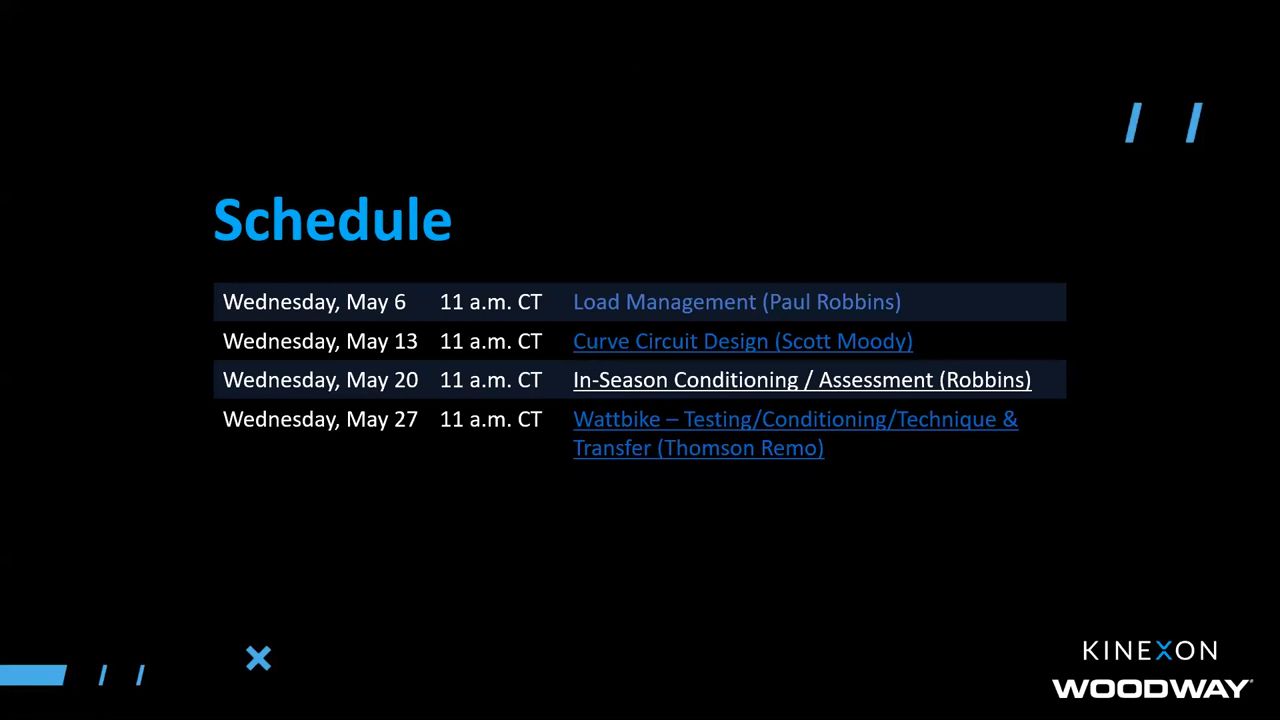 Schedule
Wednesday, May 6 11 a.m. CT Load Management (Paul Robbins)
Wednesday, May 13 11 a.m. CT Curve Circuit Design (Scott Moody)
Wednesday, May 20 11 a.m. CT In-Season Conditioning / Assessment (Robbins)
Wednesday, May 27 11 a.m. CT Wattbike – Testing/Conditioning/Technique &
Transfer (Thomson Remo)
KINEXON
WOODWAY